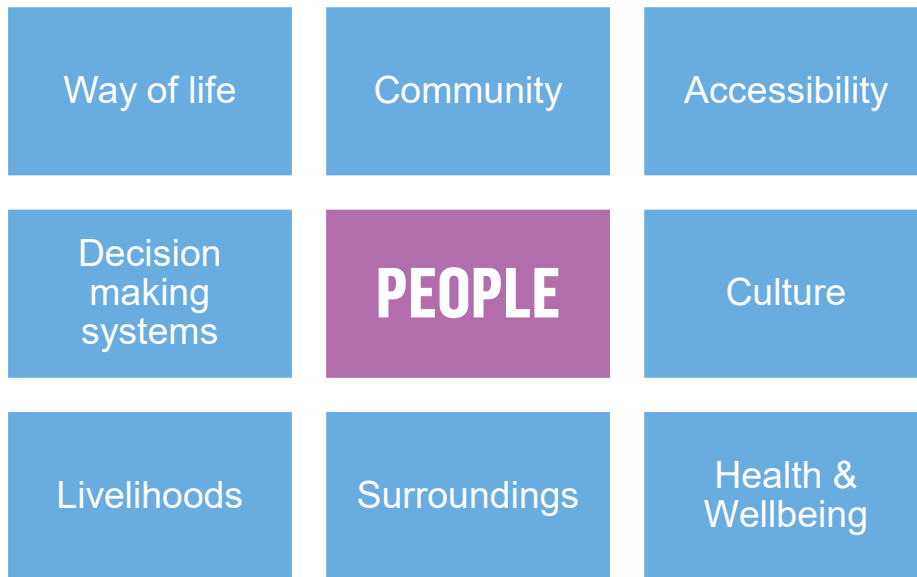 Way of life
Community
Accessibility
Decision
making
systems
PEOPLE
Culture
Livelihoods
Surroundings
Health &
Wellbeing